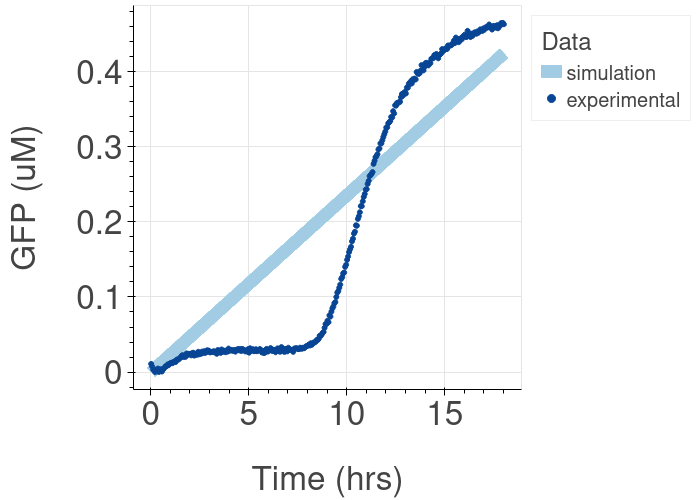 GFP (uM)
0.4
0.3
0.2
0.1
0
0 5 10 15
Time (hrs)
Data
simulation
experimental